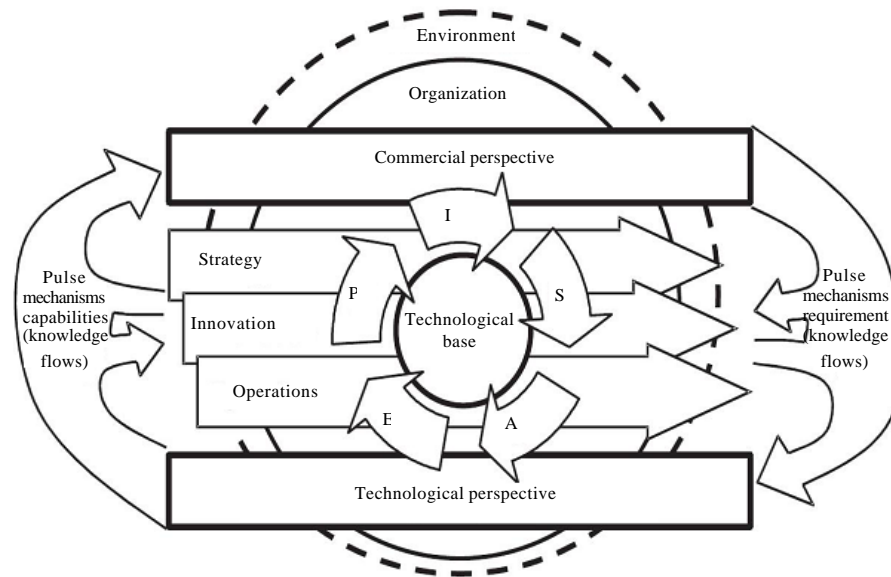 Environment
Organization
Commercial perspective
I
Strategy
P
S
Pulse
mechanisms
capabilities
(knowledge
flows)
Pulse
mechanisms
requirement
(knowledge
flows)
Innovation
Technological
base
Operations
E
A
Technological perspective